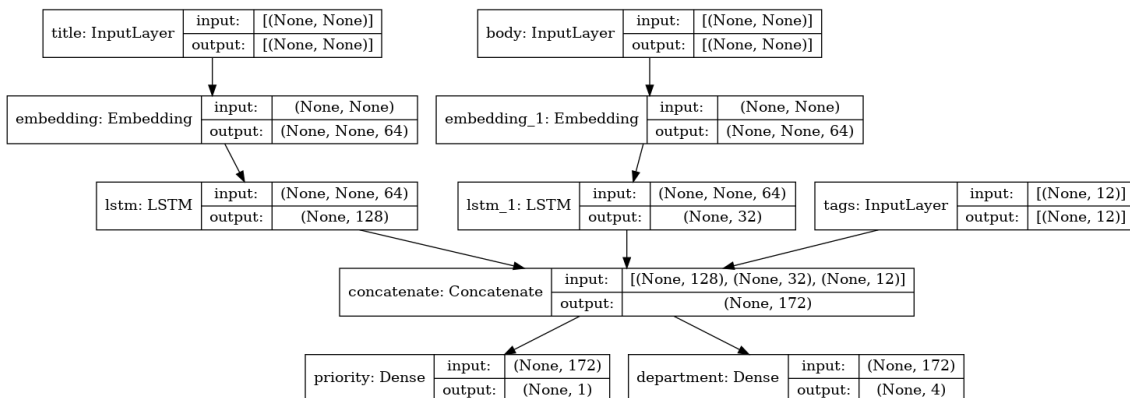 title: InputLayer
input: [(None, None)]
output: [(None, None)]
body: InputLayer
input: [(None, None)]
output: [(None, None)]
embedding: Embedding
input: (None, None)
output: (None, None, 64)
embedding_1: Embedding
input: (None, None)
output: (None, None, 64)
lstm: LSTM
input: (None, None, 64)
output: (None, 128)
lstm_1: LSTM
input: (None, None, 64)
output: (None, 32)
tags: InputLayer
input: [(None, 12)]
output: [(None, 12)]
concatenate: Concatenate
input: [(None, 128), (None, 32), (None, 12)]
output: (None, 172)
priority: Dense
input: (None, 172)
output: (None, 1)
department: Dense
input: (None, 172)
output: (None, 4)